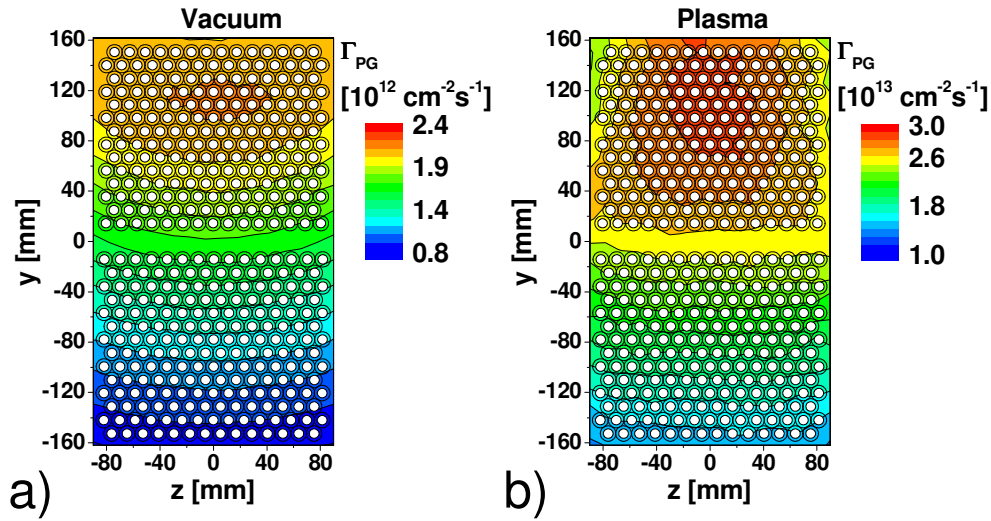 Vacuum
160
120
80
40
0
-40
-80
-120
-160
y [mm]
-80 -40 0 40 80
z [mm]
Γ_PG
[10^12 cm^-2s^-1]
2.4
1.9
1.4
0.8
a)
Plasma
160
120
80
40
0
-40
-80
-120
-160
y [mm]
-80 -40 0 40 80
z [mm]
Γ_PG
[10^13 cm^-2s^-1]
3.0
2.6
1.8
1.0
b)